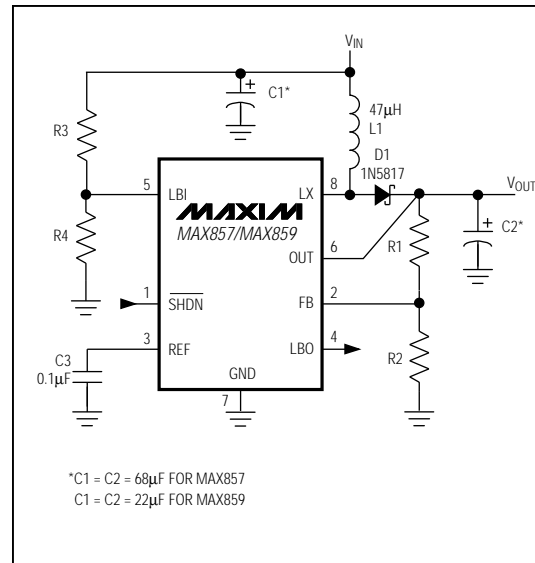 VIN
C1*
+
47µH
L1
R3
D1
1N5817
5
LBI
LX
8
VOUT
MAXIM
MAX857/MAX859
R4
OUT
6
R1
+
C2*
1
SHDN
FB
2
3
REF
LBO
4
C3
0.1µF
R2
GND
7
*C1 = C2 = 68µF FOR MAX857
C1 = C2 = 22µF FOR MAX859